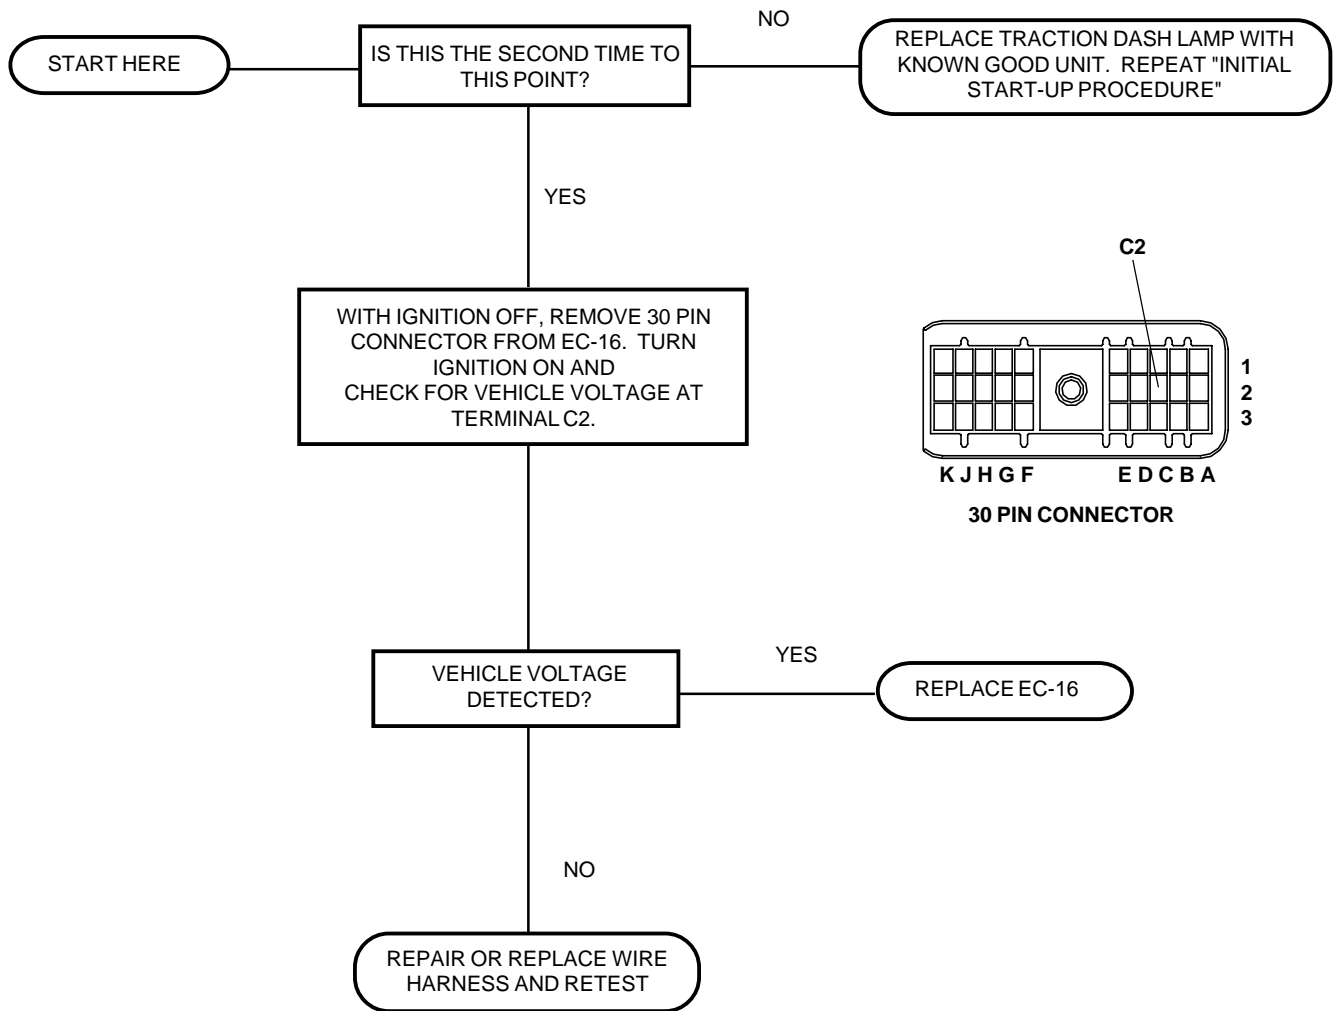 START HERE
IS THIS THE SECOND TIME TO
THIS POINT?
NO
REPLACE TRACTION DASH LAMP WITH
KNOWN GOOD UNIT. REPEAT "INITIAL
START-UP PROCEDURE"
YES
WITH IGNITION OFF, REMOVE 30 PIN
CONNECTOR FROM EC-16. TURN
IGNITION ON AND
CHECK FOR VEHICLE VOLTAGE AT
TERMINAL C2.
C2
1
2
3
K J H G F E D C B A
30 PIN CONNECTOR
VEHICLE VOLTAGE
DETECTED?
YES
REPLACE EC-16
NO
REPAIR OR REPLACE WIRE
HARNESS AND RETEST